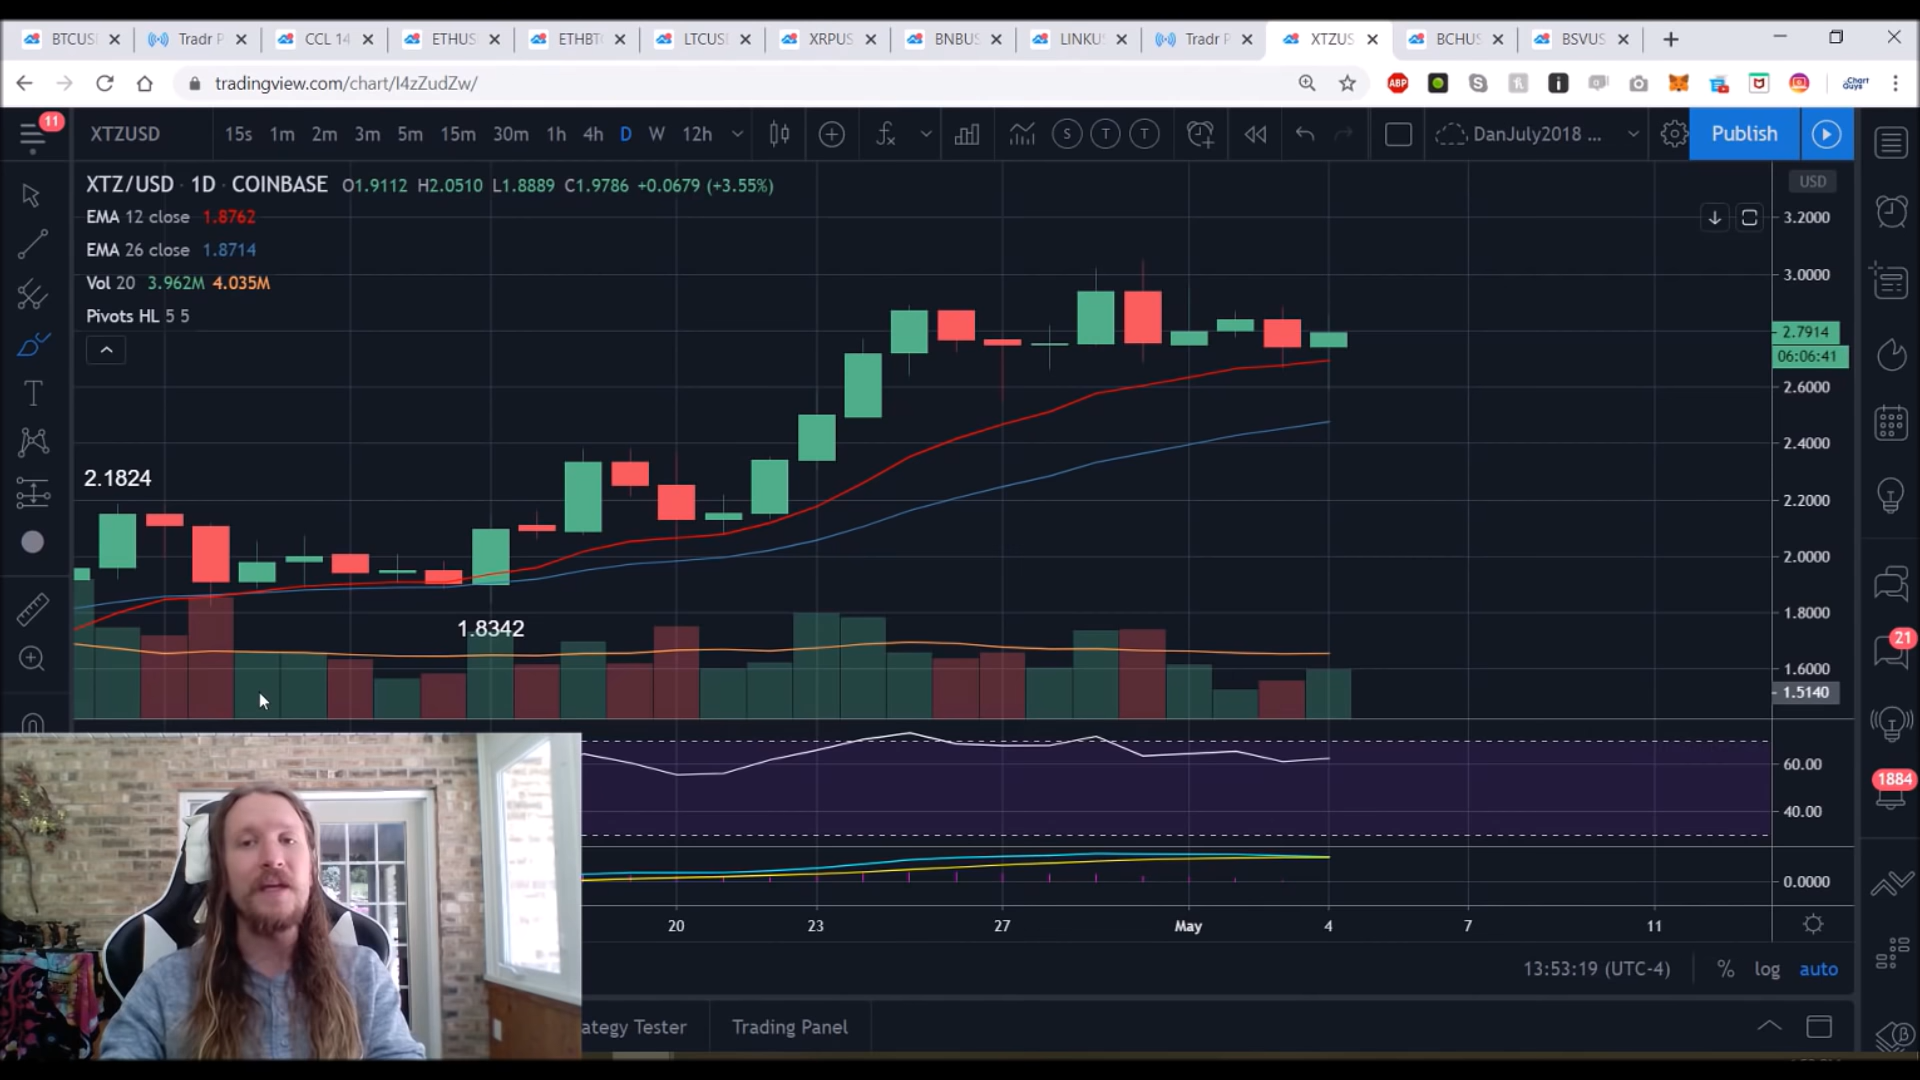 BTCUS Tradr P CCL 14 ETHUS ETHBT LTCUS XRPUS BNBUS LINKU Tradr P XTZUS BCHUS BSVUS
tradingview.com/chart/I4zZudZw/
ABP
Chart Guys
11
XTZUSD 15s 1m 2m 3m 5m 15m 30m 1h 4h D W 12h S T T DanJuly2018 ... Publish
XTZ/USD · 1D · COINBASE O1.9112 H2.0510 L1.8889 C1.9786 +0.0679 (+3.55%)
EMA 12 close 1.8762
EMA 26 close 1.8714
Vol 20 3.962M 4.035M
Pivots HL 5 5
USD
3.2000
3.0000
2.7914
06:06:41
2.6000
2.4000
2.2000
2.0000
1.8000
1.6000
1.5140
60.00
40.00
0.0000
2.1824
1.8342
21
1884
20 23 27 May 4 7 11
13:53:19 (UTC-4) % log auto
ategy Tester Trading Panel